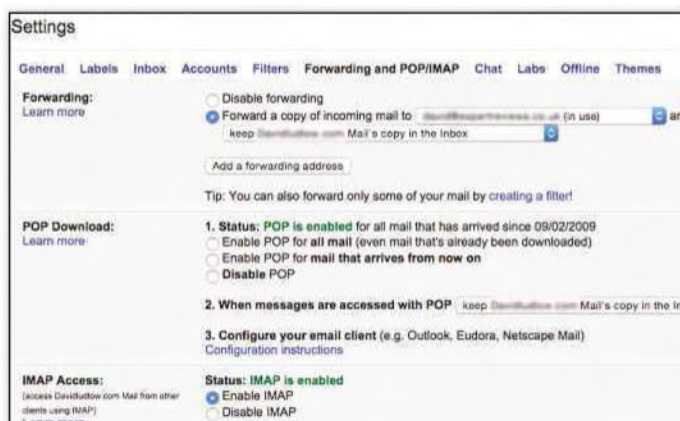 Settings
General Labels Inbox Accounts Filters Forwarding and POP/IMAP Chat Labs Offline Themes
Forwarding:
Learn more
Disable forwarding
Forward a copy of incoming mail to (in use)
keep Mail's copy in the Inbox
Add a forwarding address
Tip: You can also forward only some of your mail by creating a filter!
POP Download:
Learn more
1. Status: POP is enabled for all mail that has arrived since 09/02/2009
Enable POP for all mail (even mail that's already been downloaded)
Enable POP for mail that arrives from now on
Disable POP
2. When messages are accessed with POP keep Mail's copy in the
3. Configure your email client (e.g. Outlook, Eudora, Netscape Mail)
Configuration instructions
IMAP Access:
(access Davidludlow.com Mail from other
clients using IMAP)
Status: IMAP is enabled
Enable IMAP
Disable IMAP